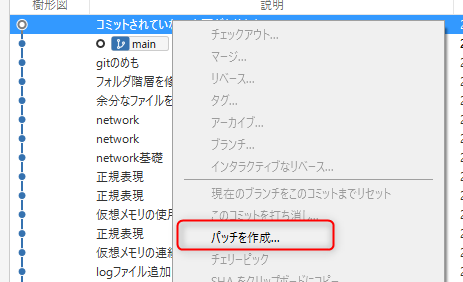 樹形図 説明
コミットされていな
main
gitのめも
フォルダ階層を修
余分なファイルを
network
network
network基礎
正規表現
正規表現
仮想メモリの使用
正規表現
仮想メモリの連続
logファイル追加
チェックアウト...
マージ...
リベース...
タグ...
アーカイブ...
ブランチ...
インタラクティブなリベース...
現在のブランチをこのコミットまでリセット
このコミットを打ち消し...
パッチを作成...
チェリーピック
SHA をクリップボードにコピー